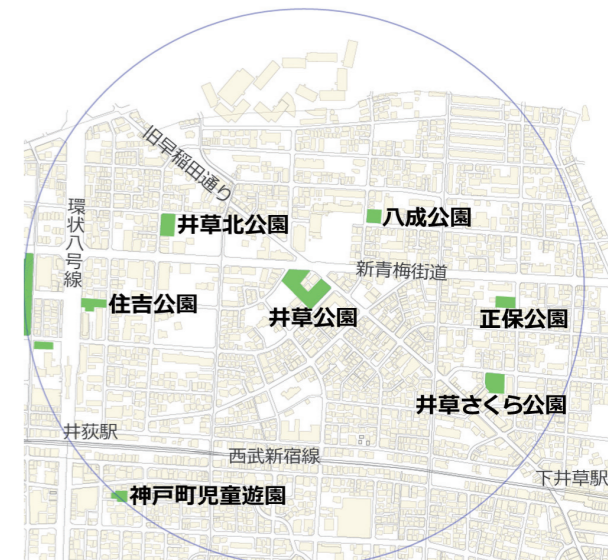 旧早稲田通り
環状八号線
井草北公園
八成公園
新青梅街道
住吉公園
井草公園
正保公園
井草さくら公園
井荻駅
西武新宿線
下井草駅
神戸町児童遊園